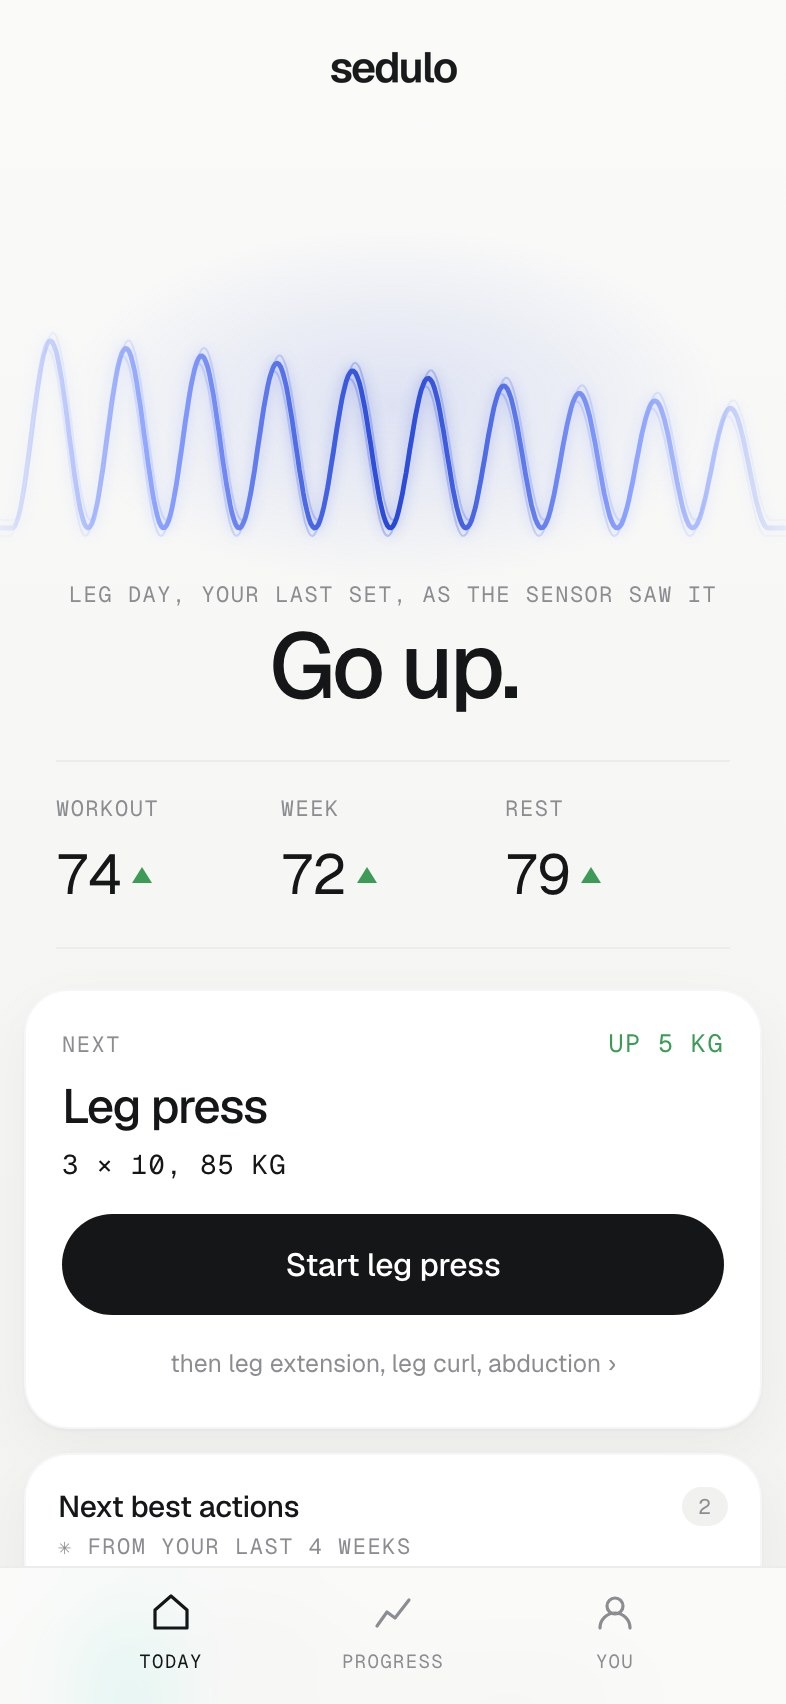 sedulo
LEG DAY, YOUR LAST SET, AS THE SENSOR SAW IT
Go up.
WORKOUT WEEK REST
74 ▲ 72 ▲ 79 ▲
NEXT UP 5 KG
Leg press
3 × 10, 85 KG
Start leg press
then leg extension, leg curl, abduction ›
Next best actions 2
✳ FROM YOUR LAST 4 WEEKS
TODAY PROGRESS YOU